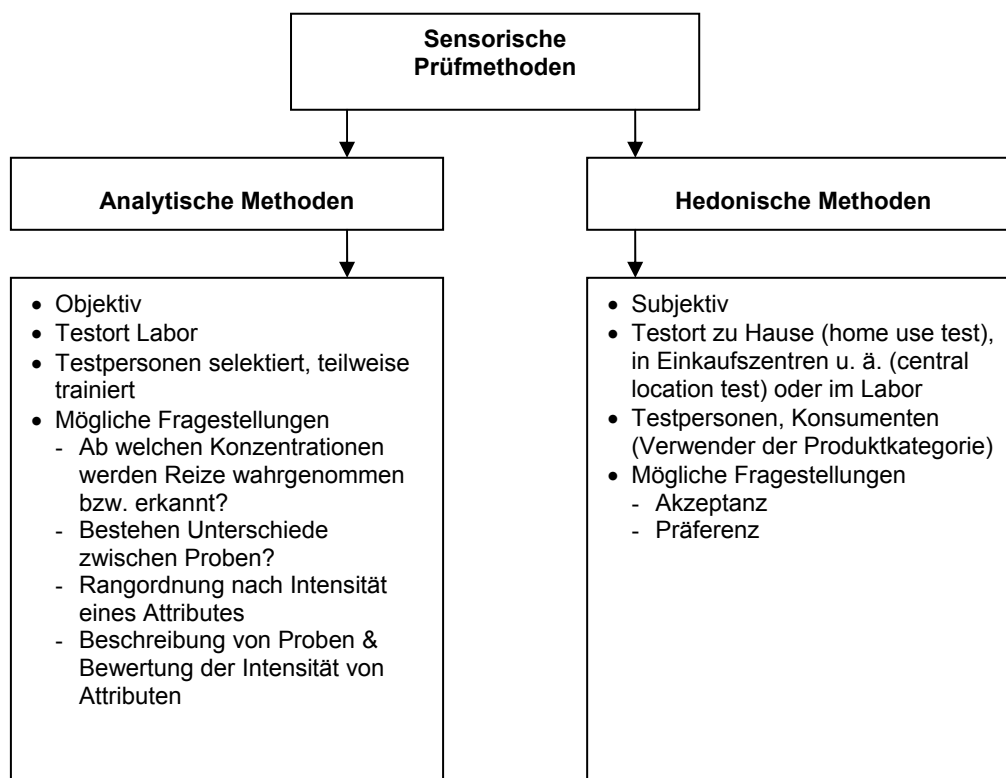 Sensorische
Prüfmethoden
Analytische Methoden
Hedonische Methoden
• Objektiv
• Testort Labor
• Testpersonen selektiert, teilweise
trainiert
• Mögliche Fragestellungen
- Ab welchen Konzentrationen
werden Reize wahrgenommen
bzw. erkannt?
- Bestehen Unterschiede
zwischen Proben?
- Rangordnung nach Intensität
eines Attributes
- Beschreibung von Proben &
Bewertung der Intensität von
Attributen
• Subjektiv
• Testort zu Hause (home use test),
in Einkaufszentren u. ä. (central
location test) oder im Labor
• Testpersonen, Konsumenten
(Verwender der Produktkategorie)
• Mögliche Fragestellungen
- Akzeptanz
- Präferenz